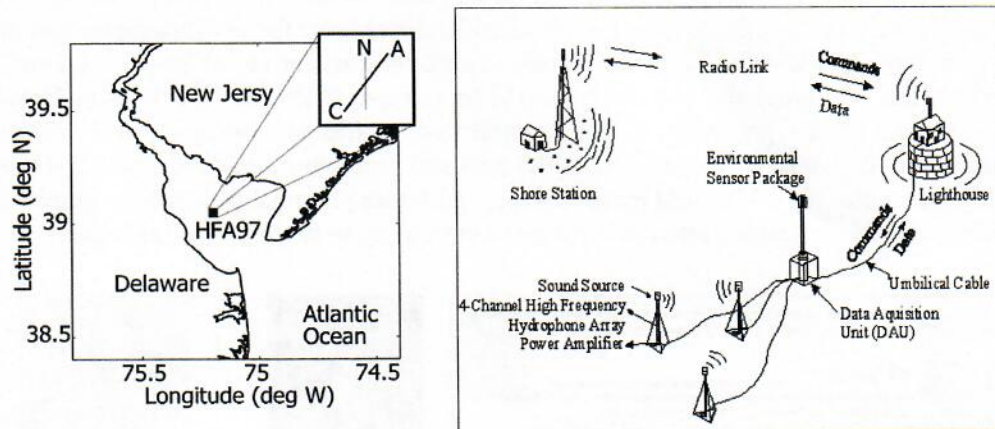 N A
C
New Jersy
39.5
39
38.5
Latitude (deg N)
HFA97
Delaware
Atlantic
Ocean
75.5 75 74.5
Longitude (deg W)
Radio Link
Commands
Data
Shore Station
Environmental
Sensor Package
Lighthouse
Commands
Data
Umbilical Cable
Sound Source
4-Channel High Frequency
Hydrophone Array
Power Amplifier
Data Aquisition
Unit (DAU)